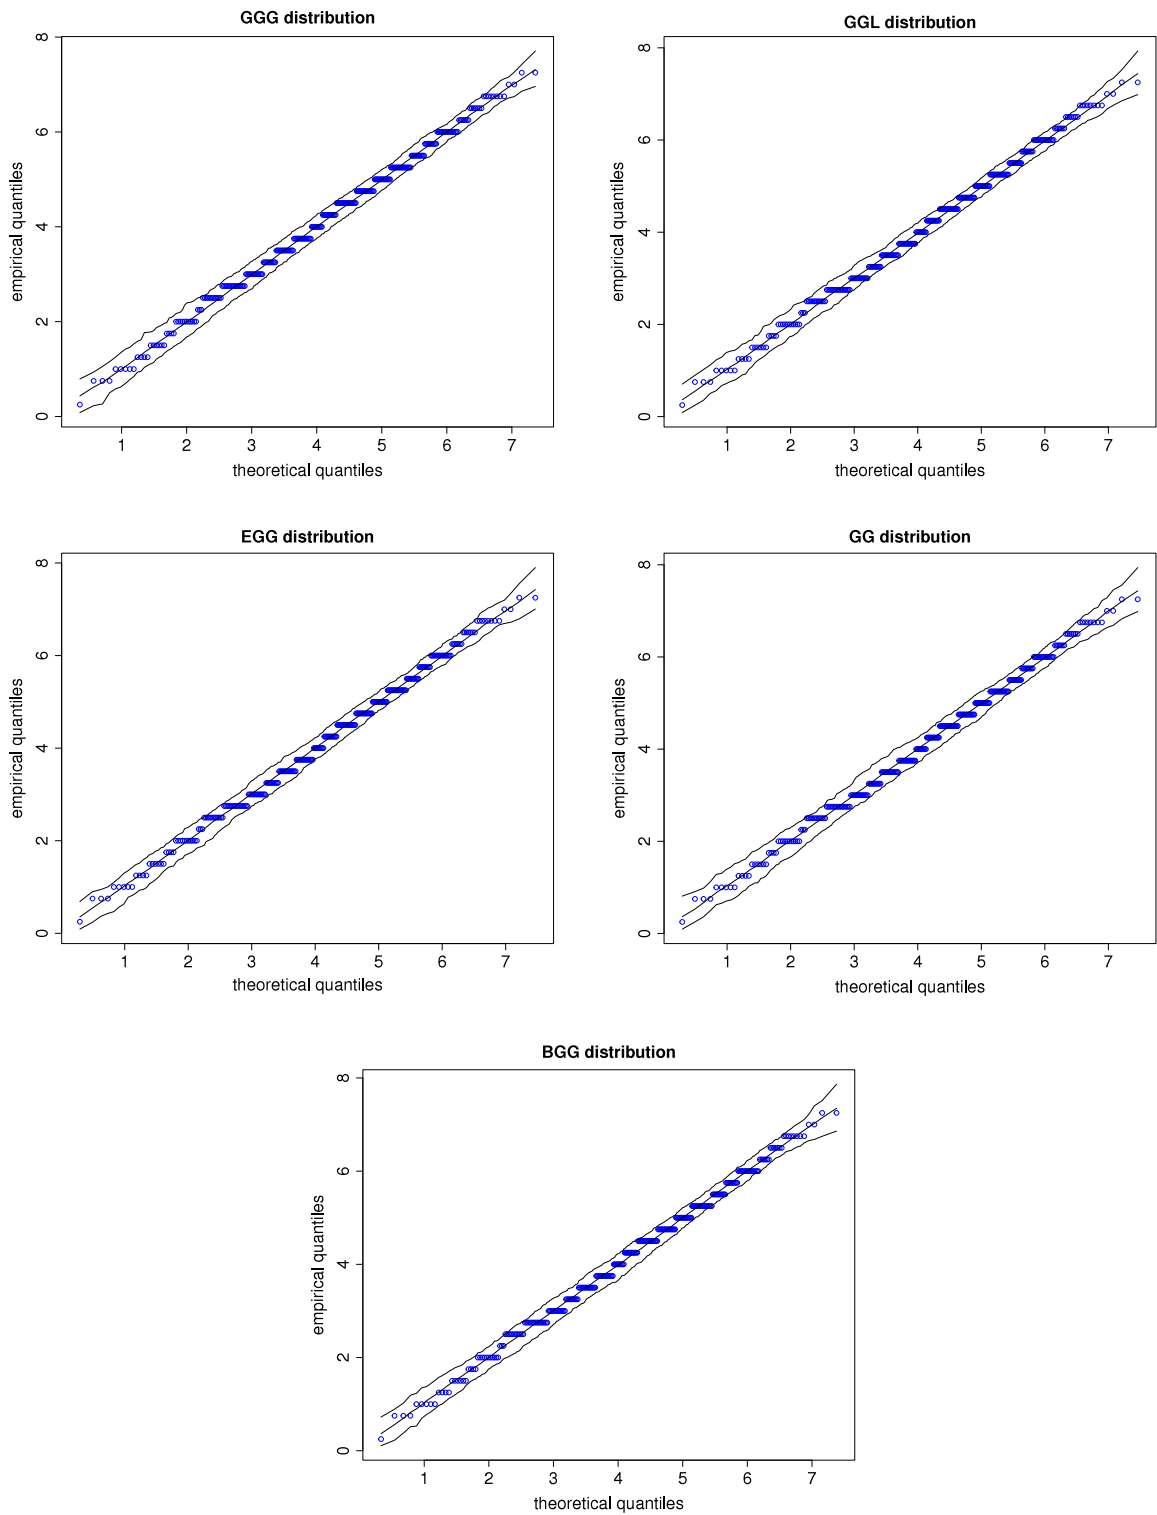 GGG distribution
empirical quantiles
0 2 4 6 8
1 2 3 4 5 6 7
theoretical quantiles
GGL distribution
empirical quantiles
0 2 4 6 8
1 2 3 4 5 6 7
theoretical quantiles
EGG distribution
empirical quantiles
0 2 4 6 8
1 2 3 4 5 6 7
theoretical quantiles
GG distribution
empirical quantiles
0 2 4 6 8
1 2 3 4 5 6 7
theoretical quantiles
BGG distribution
empirical quantiles
0 2 4 6 8
1 2 3 4 5 6 7
theoretical quantiles